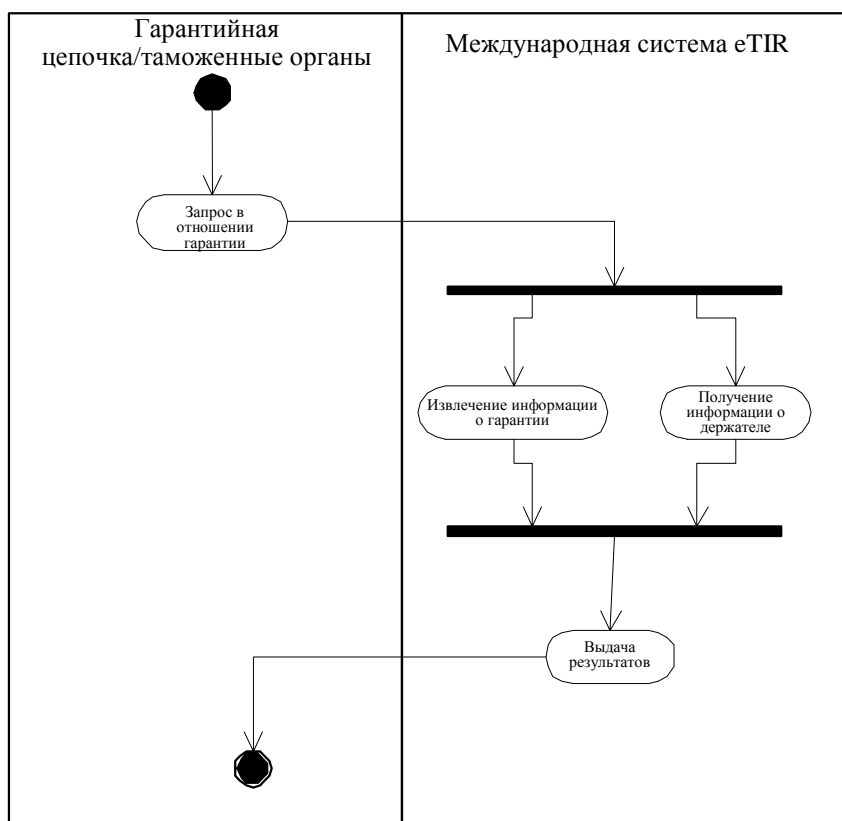 Гарантийная
цепочка/таможенные органы
Международная система eTIR
Запрос в
отношении
гарантии
Извлечение информации
о гарантии
Получение
информации о
держателе
Выдача
результатов